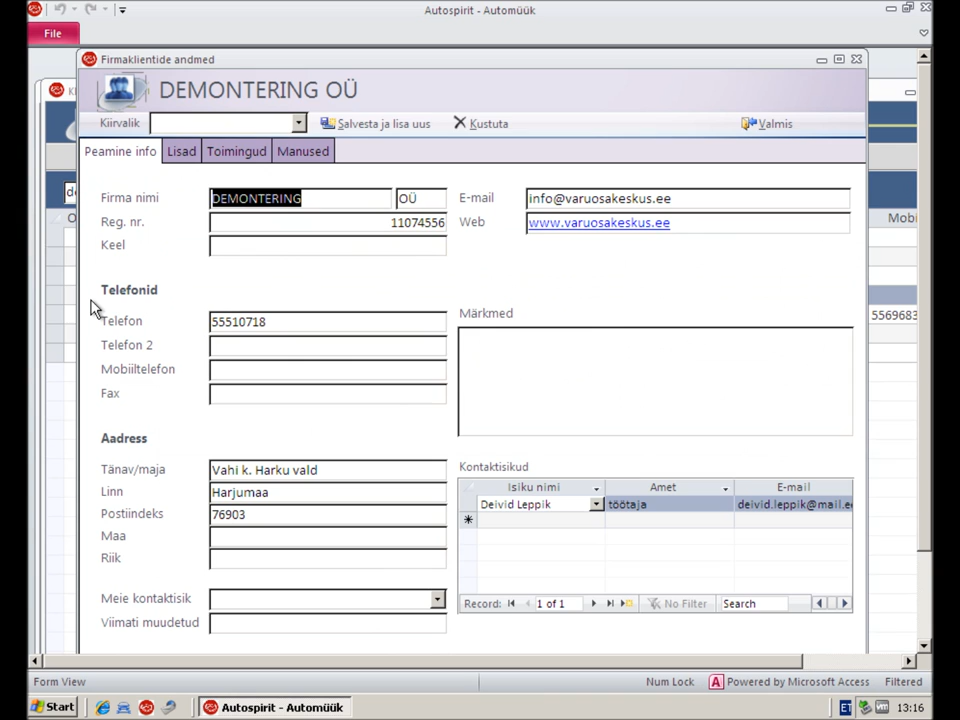 Autospirit - Automüük
File
Firmaklientide andmed
DEMONTERING OÜ
Kiirvalik
Salvesta ja lisa uus
Kustuta
Valmis
Peamine info
Lisad
Toimingud
Manused
Firma nimi
DEMONTERING
OÜ
E-mail
info@varuosakeskus.ee
Reg. nr.
11074556
Web
www.varuosakeskus.ee
Keel
Telefonid
Telefon
55510718
Märkmed
5569683
Telefon 2
Mobiiltelefon
Fax
Aadress
Tänav/maja
Vahi k. Harku vald
Kontaktisikud
Linn
Harjumaa
Isiku nimi
Amet
E-mail
Postiindeks
76903
Deivid Leppik
töötaja
deivid.leppik@mail.ee
Maa
Riik
Meie kontaktisik
Record:
1 of 1
No Filter
Search
Viimati muudetud
Form View
Num Lock
Powered by Microsoft Access
Filtered
Start
Autospirit - Automüük
ET
13:16